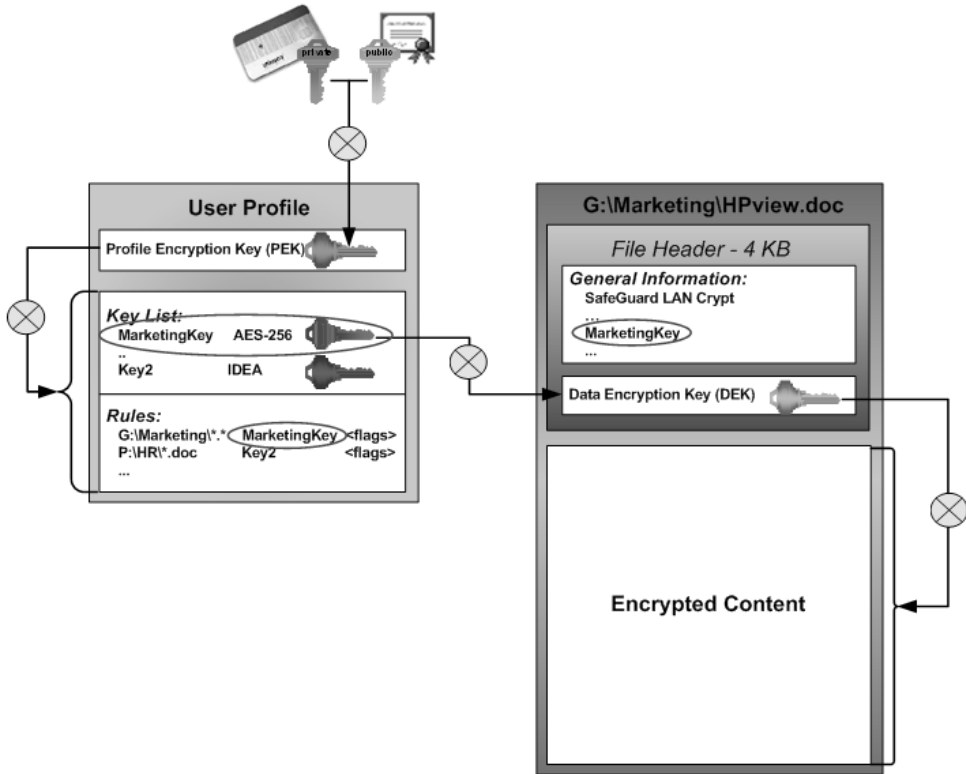 private
public
User Profile
Profile Encryption Key (PEK)
Key List:
MarketingKey AES-256
..
Key2 IDEA
Rules:
G:\Marketing\*.* MarketingKey <flags>
P:\HR\*.doc Key2 <flags>
...
G:\Marketing\HPview.doc
File Header - 4 KB
General Information:
SafeGuard LAN Crypt
...
MarketingKey
...
Data Encryption Key (DEK)
Encrypted Content